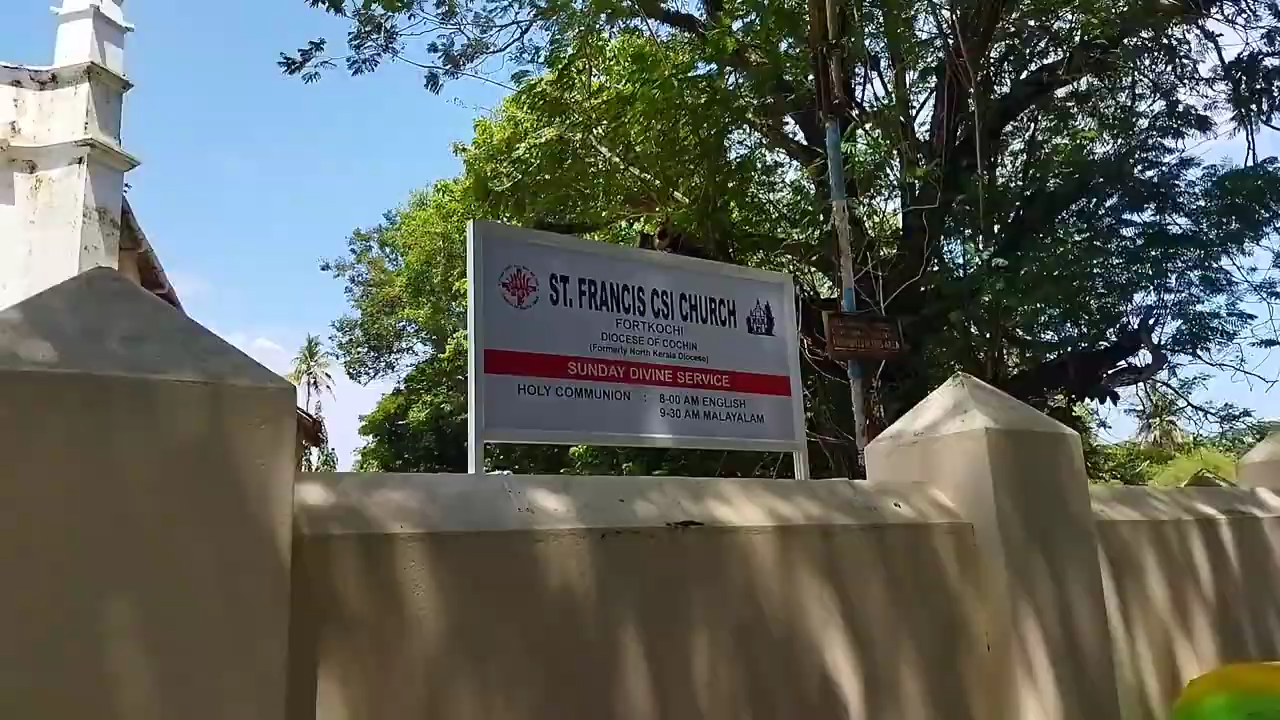 ST. FRANCIS CSI CHURCH
FORTKOCHI
DIOCESE OF COCHIN
(Formerly North Kerala Diocese)
SUNDAY DIVINE SERVICE
HOLY COMMUNION : 8-00 AM ENGLISH
9-30 AM MALAYALAM